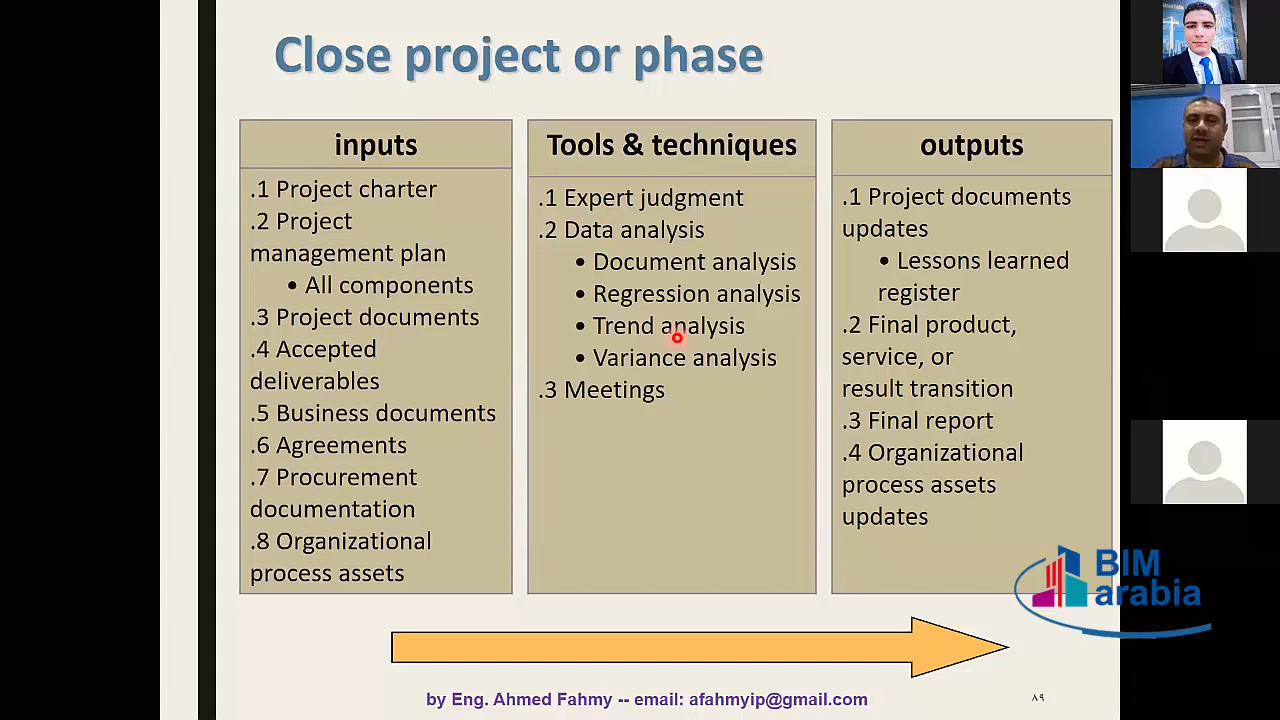 Close project or phase
inputs
.1 Project charter
.2 Project
management plan
• All components
.3 Project documents
.4 Accepted
deliverables
.5 Business documents
.6 Agreements
.7 Procurement
documentation
.8 Organizational
process assets
Tools & techniques
.1 Expert judgment
.2 Data analysis
• Document analysis
• Regression analysis
• Trend analysis
• Variance analysis
.3 Meetings
outputs
.1 Project documents
updates
• Lessons learned
register
.2 Final product,
service, or
result transition
.3 Final report
.4 Organizational
process assets
updates
BIM
arabia
by Eng. Ahmed Fahmy -- email: afahmyip@gmail.com
٨٩